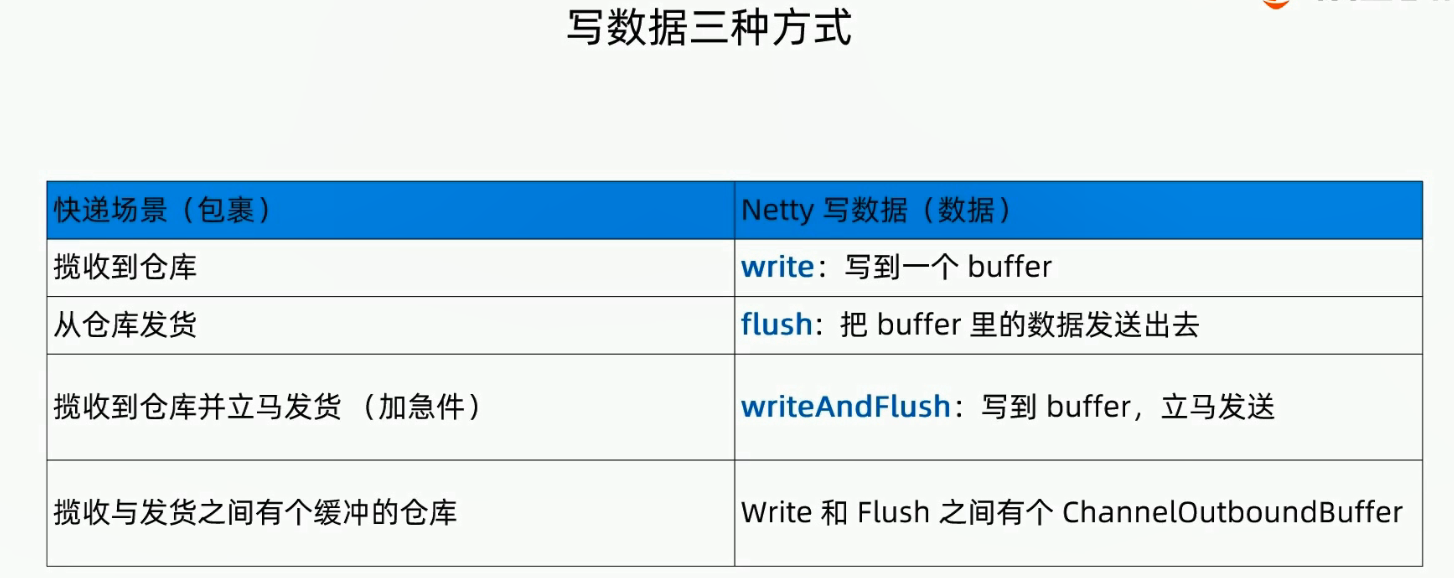 写数据三种方式
快递场景（包裹）
Netty 写数据（数据）
揽收到仓库
write：写到一个 buffer
从仓库发货
flush：把 buffer 里的数据发送出去
揽收到仓库并立马发货 （加急件）
writeAndFlush：写到 buffer，立马发送
揽收与发货之间有个缓冲的仓库
Write 和 Flush 之间有个 ChannelOutboundBuffer